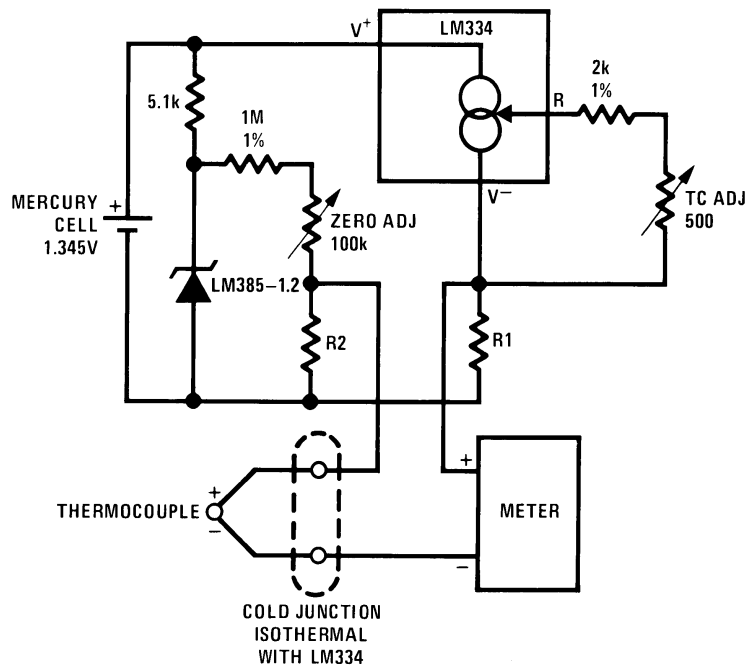 V+
LM334
5.1k
1M
1%
R
2k
1%
MERCURY
CELL
1.345V
+
ZERO ADJ
100k
V−
TC ADJ
500
LM385−1.2
R2
R1
+
THERMOCOUPLE
−
+
METER
−
COLD JUNCTION
ISOTHERMAL
WITH LM334